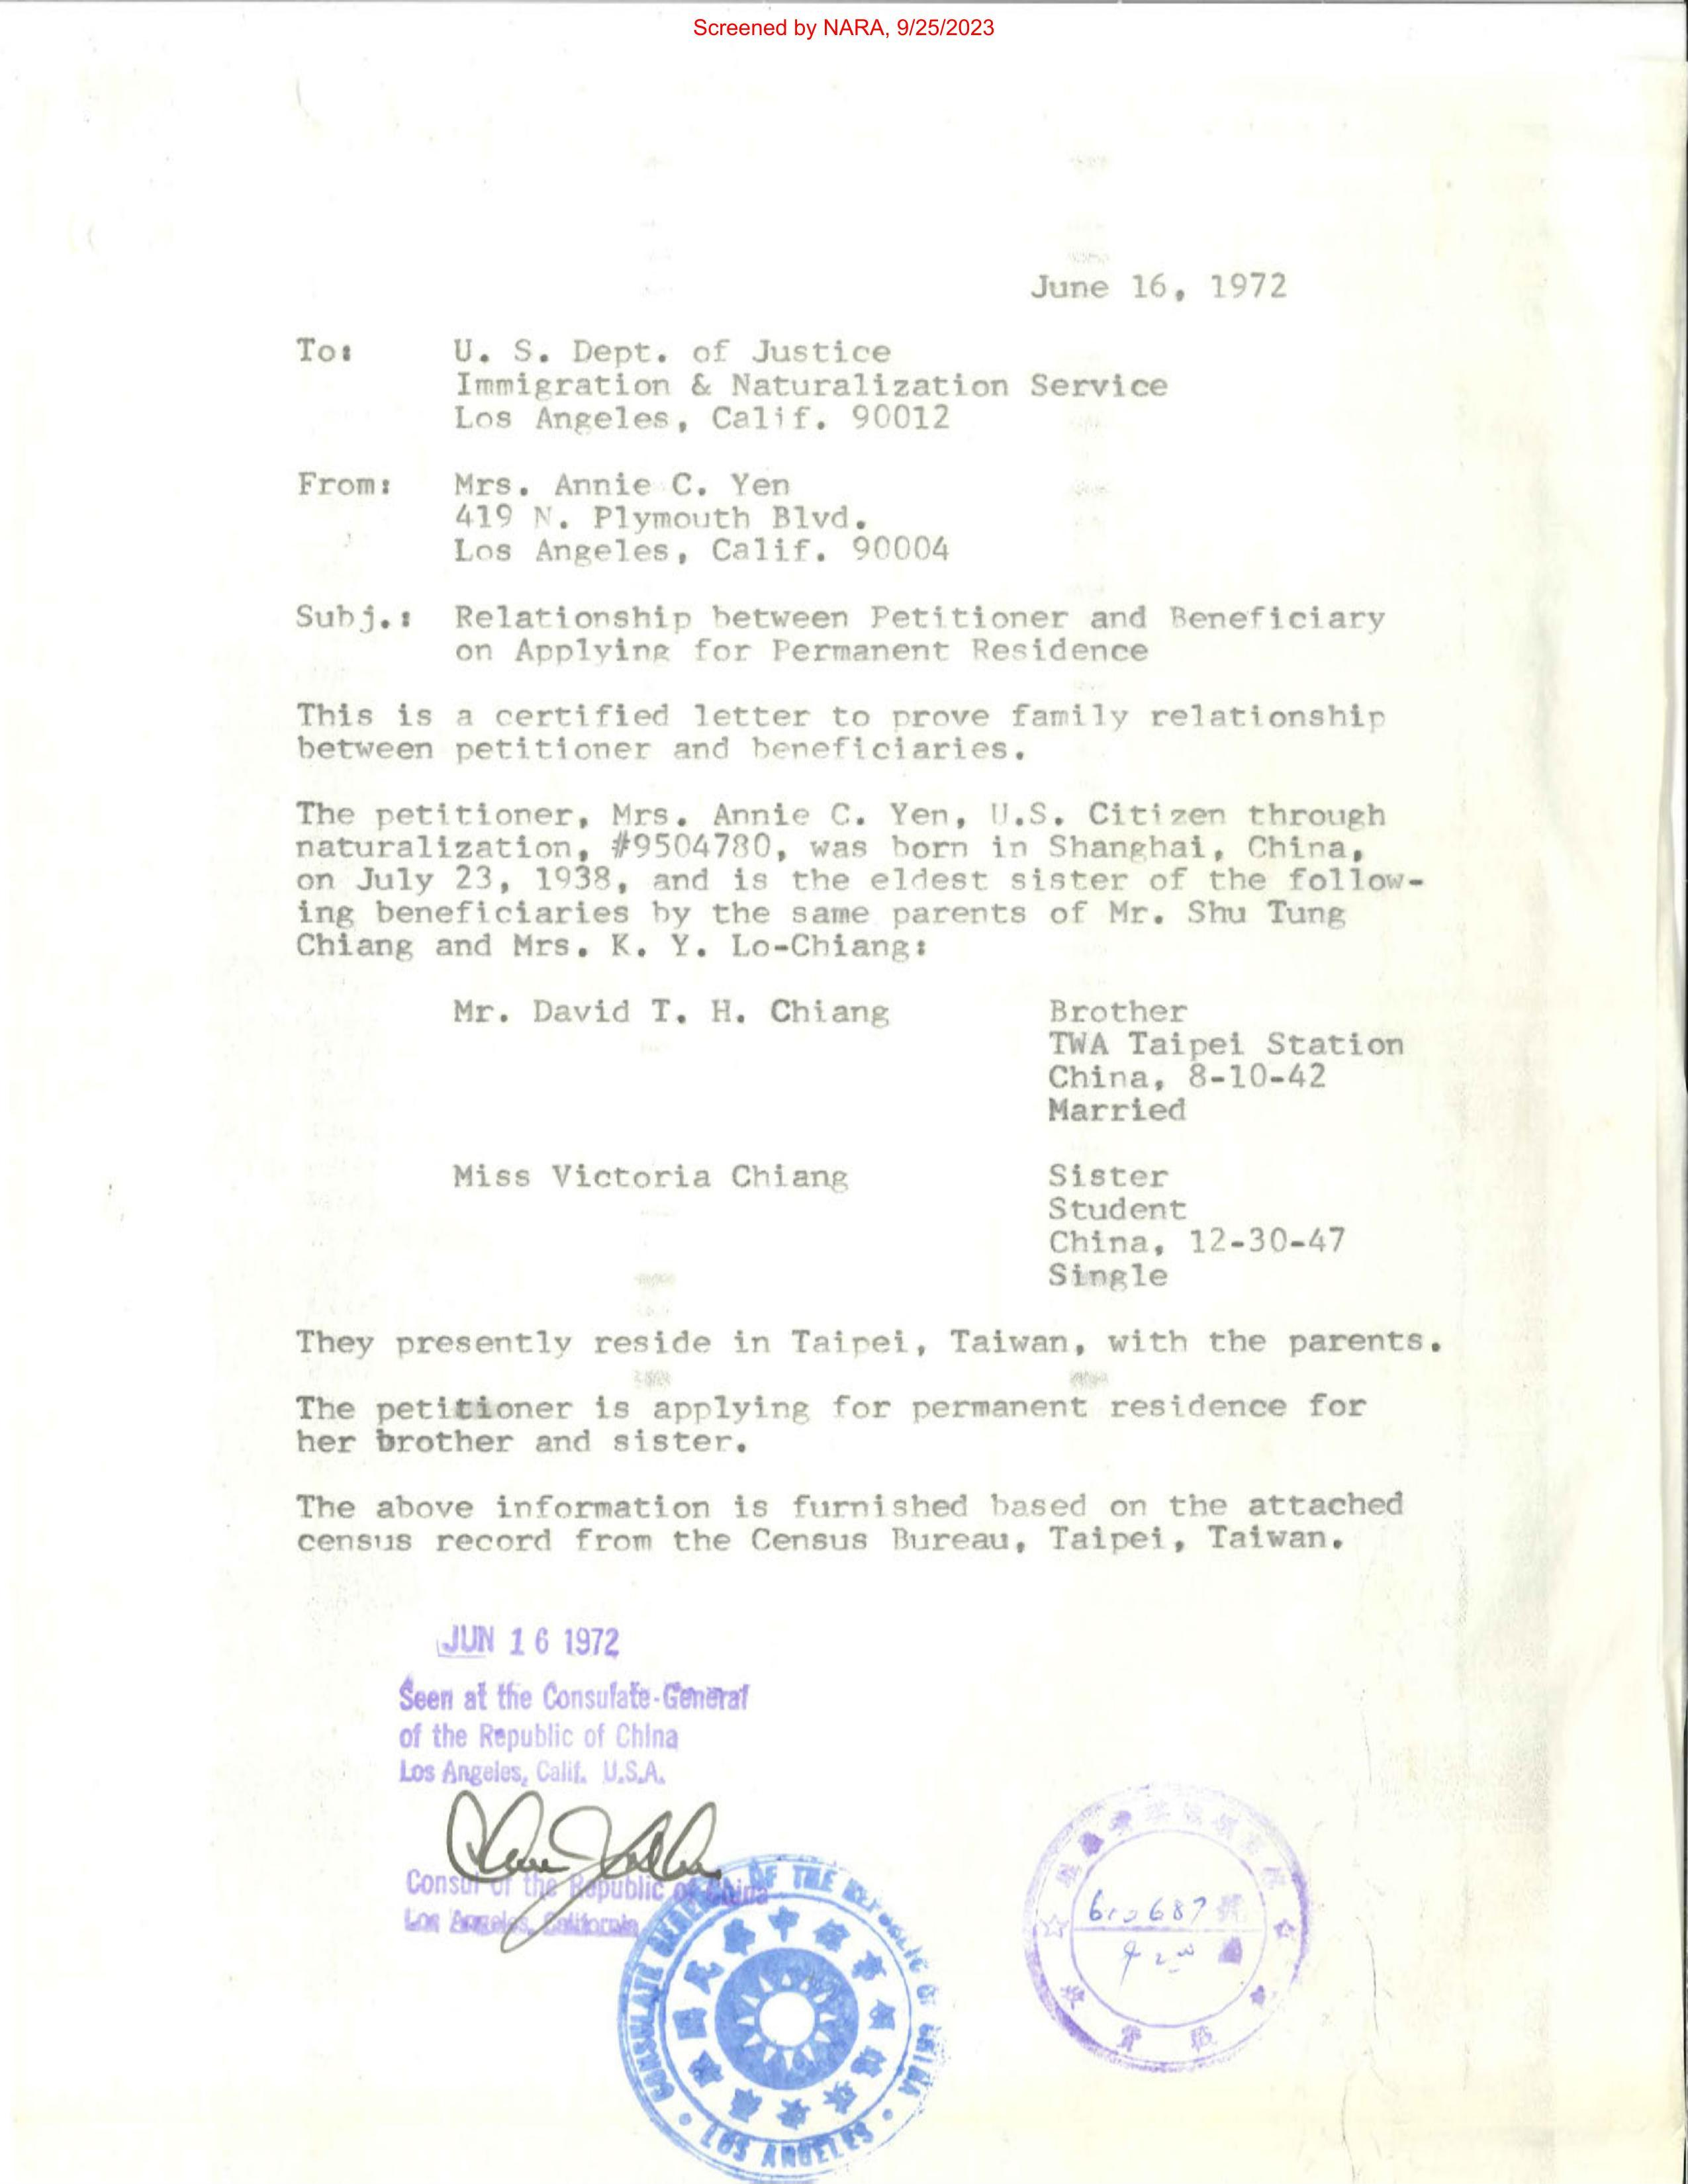 Screened by NARA, 9/25/2023
June 16, 1972
To: U. S. Dept. of Justice
Immigration & Naturalization Service
Los Angeles, Calif. 90012
From: Mrs. Annie C. Yen
419 N. Plymouth Blvd.
Los Angeles, Calif. 90004
Subj.: Relationship between Petitioner and Beneficiary
on Applying for Permanent Residence
This is a certified letter to prove family relationship
between petitioner and beneficiaries.
The petitioner, Mrs. Annie C. Yen, U.S. Citizen through
naturalization, #9504780, was born in Shanghai, China,
on July 23, 1938, and is the eldest sister of the follow-
ing beneficiaries by the same parents of Mr. Shu Tung
Chiang and Mrs. K. Y. Lo-Chiang:
Mr. David T. H. Chiang Brother
TWA Taipei Station
China, 8-10-42
Married
Miss Victoria Chiang Sister
Student
China, 12-30-47
Single
They presently reside in Taipei, Taiwan, with the parents.
The petitioner is applying for permanent residence for
her brother and sister.
The above information is furnished based on the attached
census record from the Census Bureau, Taipei, Taiwan.
JUN 16 1972
Seen at the Consulate-General
of the Republic of China
Los Angeles, Calif. U.S.A.
Consul of the Republic of China
Los Angeles, California
CONSULATE GENERAL OF THE REPUBLIC OF CHINA
LOS ANGELES